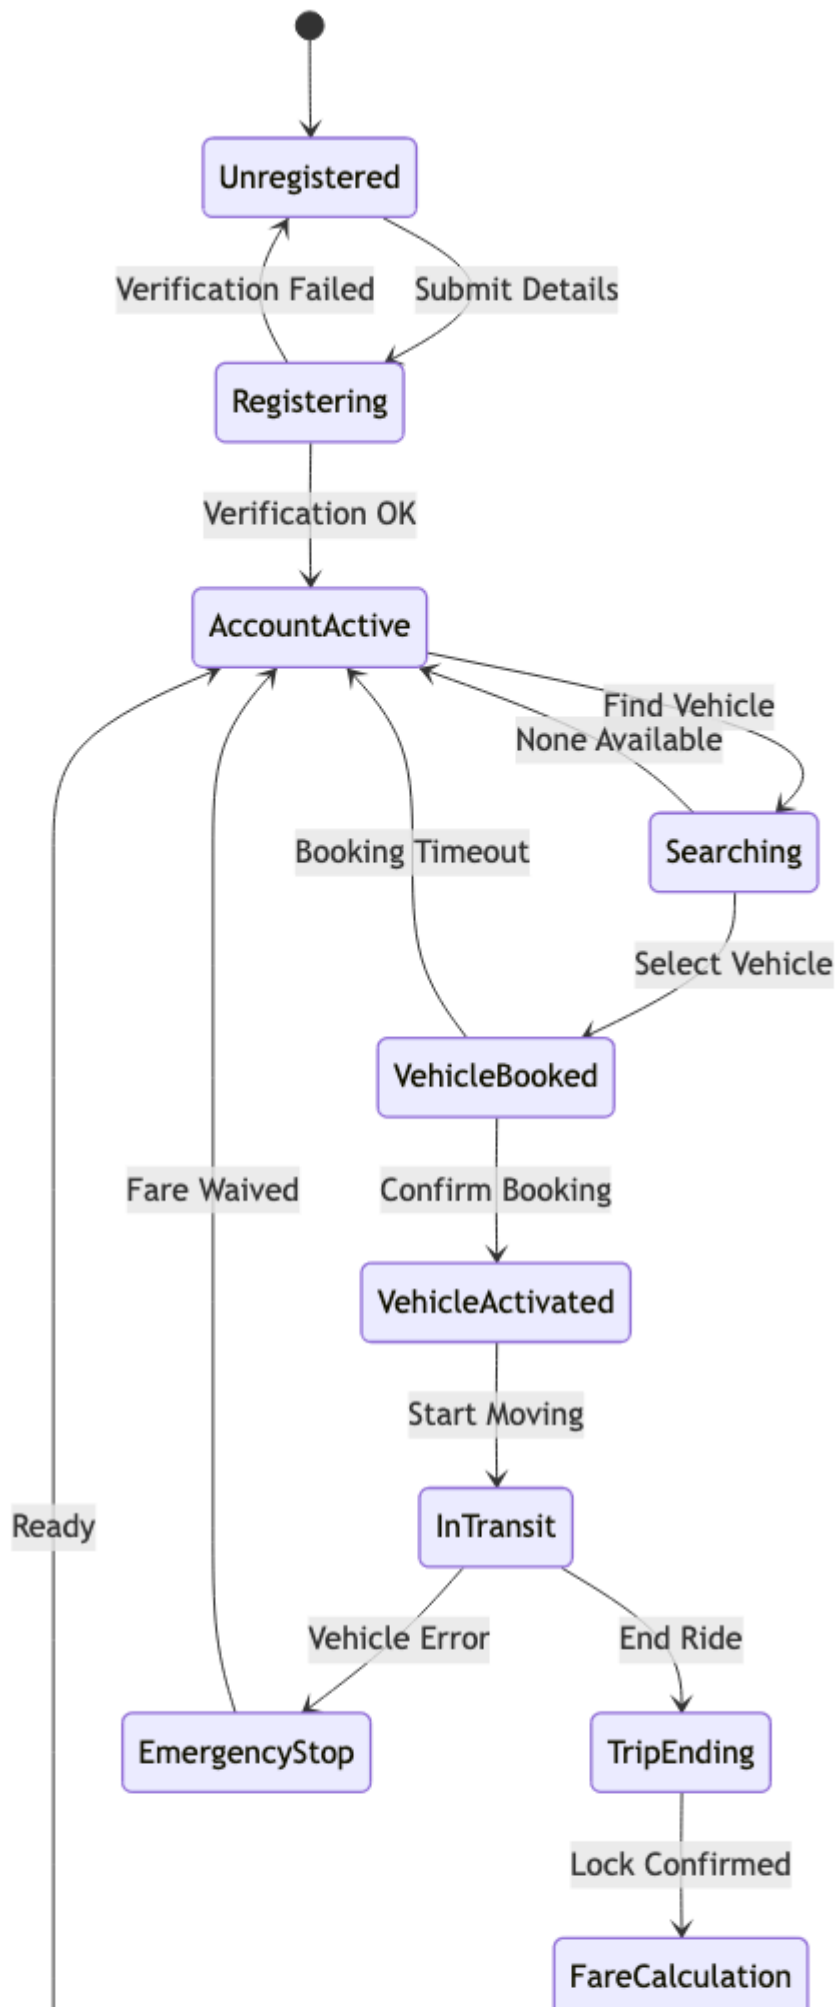 Unregistered
Verification Failed
Submit Details
Registering
Verification OK
AccountActive
Find Vehicle
None Available
Booking Timeout
Searching
Select Vehicle
VehicleBooked
Fare Waived
Confirm Booking
VehicleActivated
Start Moving
InTransit
Ready
Vehicle Error
End Ride
EmergencyStop
TripEnding
Lock Confirmed
FareCalculation